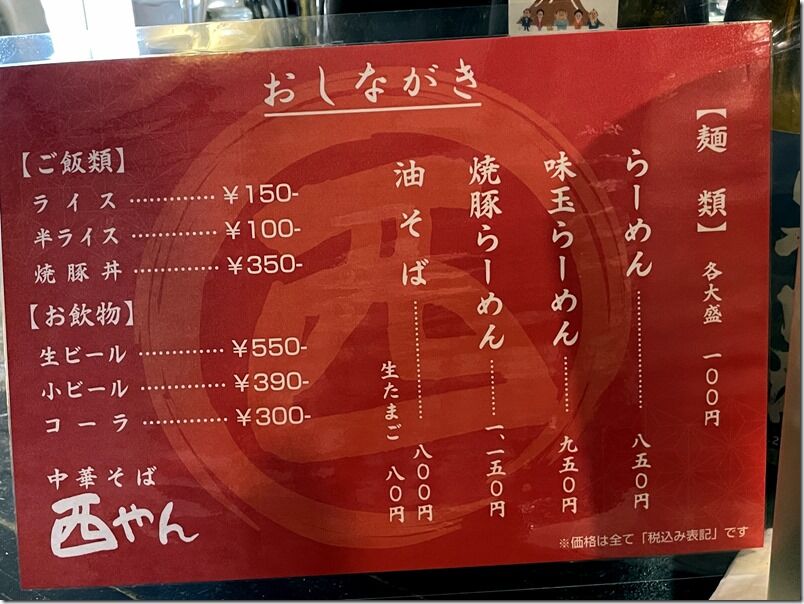 おしながき
【麺類】 各大盛 一〇〇円
らーめん…………… 八五〇円
味玉らーめん………… 九五〇円
焼豚らーめん……… 一、一五〇円
油そば…………… 八〇〇円
生たまご 八〇円
【ご飯類】
ライス …………… ￥150-
半ライス …………… ￥100-
焼豚丼 …………… ￥350-
【お飲物】
生ビール …………… ￥550-
小ビール …………… ￥390-
コーラ …………… ￥300-
中華そば
西やん
※価格は全て「税込み表記」です
西